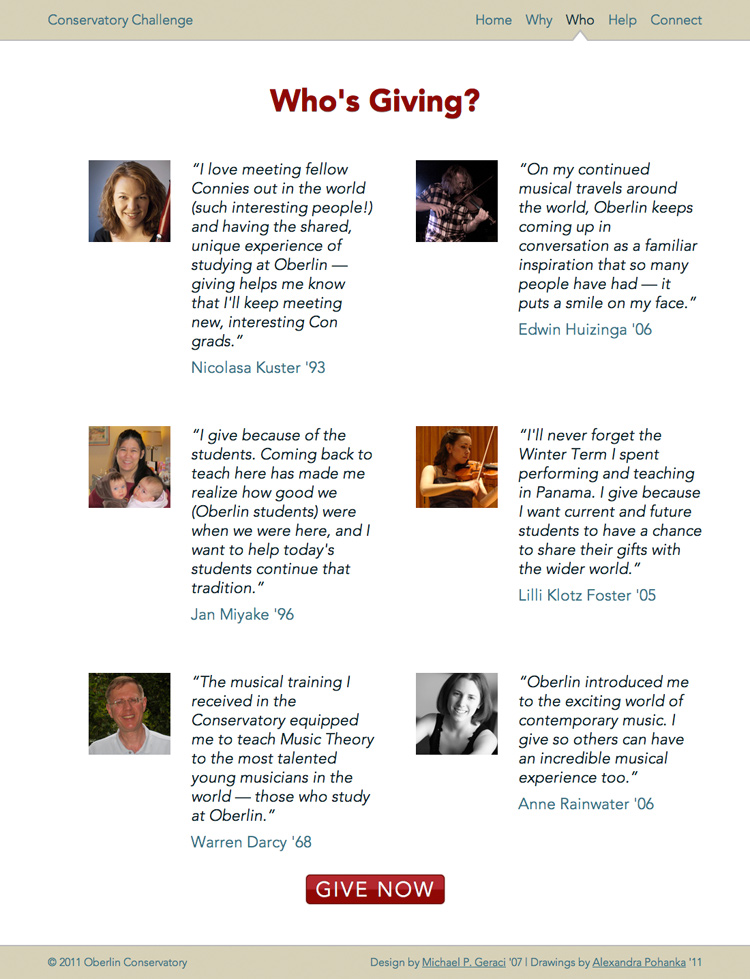 Conservatory Challenge
Home Why Who Help Connect
Who's Giving?
“I love meeting fellow
Connies out in the world
(such interesting people!)
and having the shared,
unique experience of
studying at Oberlin —
giving helps me know
that I'll keep meeting
new, interesting Con
grads.”
Nicolasa Kuster '93
“On my continued
musical travels around
the world, Oberlin keeps
coming up in
conversation as a familiar
inspiration that so many
people have had — it
puts a smile on my face.”
Edwin Huizinga '06
“I give because of the
students. Coming back to
teach here has made me
realize how good we
(Oberlin students) were
when we were here, and I
want to help today's
students continue that
tradition.”
Jan Miyake '96
“I'll never forget the
Winter Term I spent
performing and teaching
in Panama. I give because
I want current and future
students to have a chance
to share their gifts with
the wider world.”
Lilli Klotz Foster '05
“The musical training I
received in the
Conservatory equipped
me to teach Music Theory
to the most talented
young musicians in the
world — those who study
at Oberlin.”
Warren Darcy '68
“Oberlin introduced me
to the exciting world of
contemporary music. I
give so others can have
an incredible musical
experience too.”
Anne Rainwater '06
GIVE NOW
© 2011 Oberlin Conservatory
Design by Michael P. Geraci '07 | Drawings by Alexandra Pohanka '11